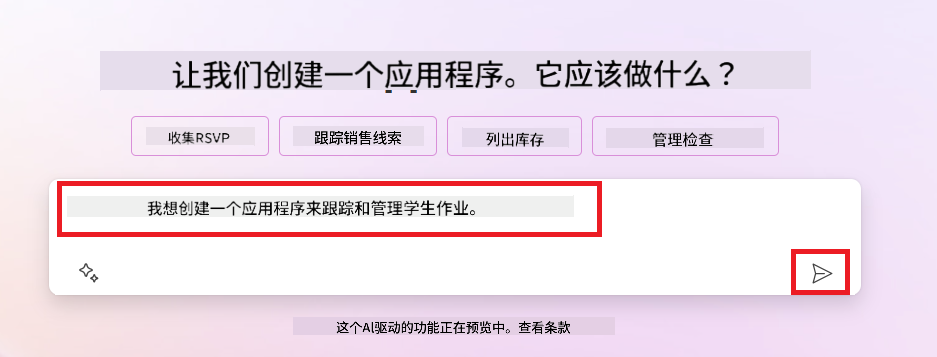 让我们创建一个应用程序。它应该做什么？
收集RSVP
跟踪销售线索
列出库存
管理检查
我想创建一个应用程序来跟踪和管理学生作业。
这个AI驱动的功能正在预览中。查看条款